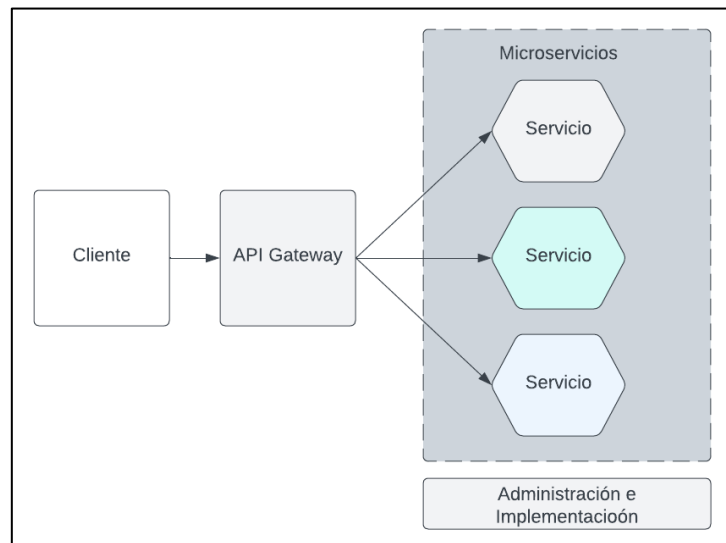 Microservicios
Servicio
Cliente
API Gateway
Servicio
Servicio
Administración e
Implementacioón